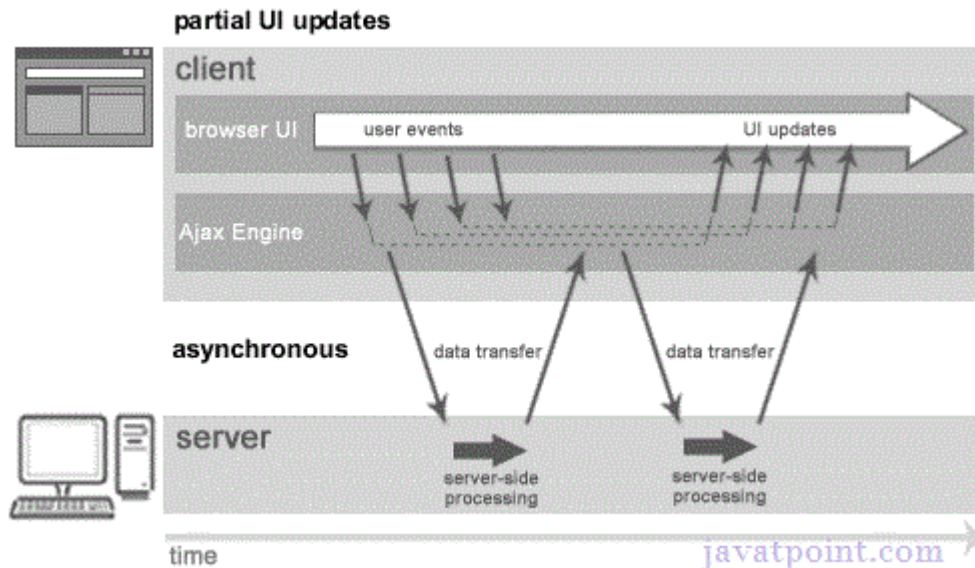 partial UI updates
client
browser UI
user events
UI updates
Ajax Engine
asynchronous
data transfer
data transfer
server
server-side
processing
server-side
processing
time
javatpoint.com